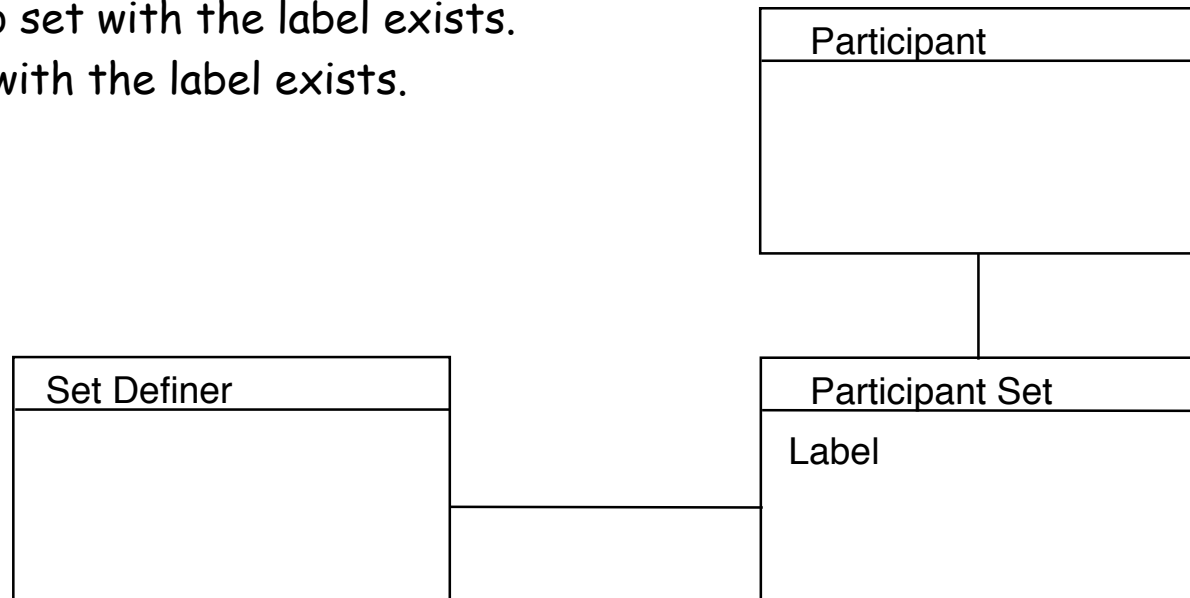 set with the label exists.
with the label exists.
Participant
Set Definer
Participant Set
Label